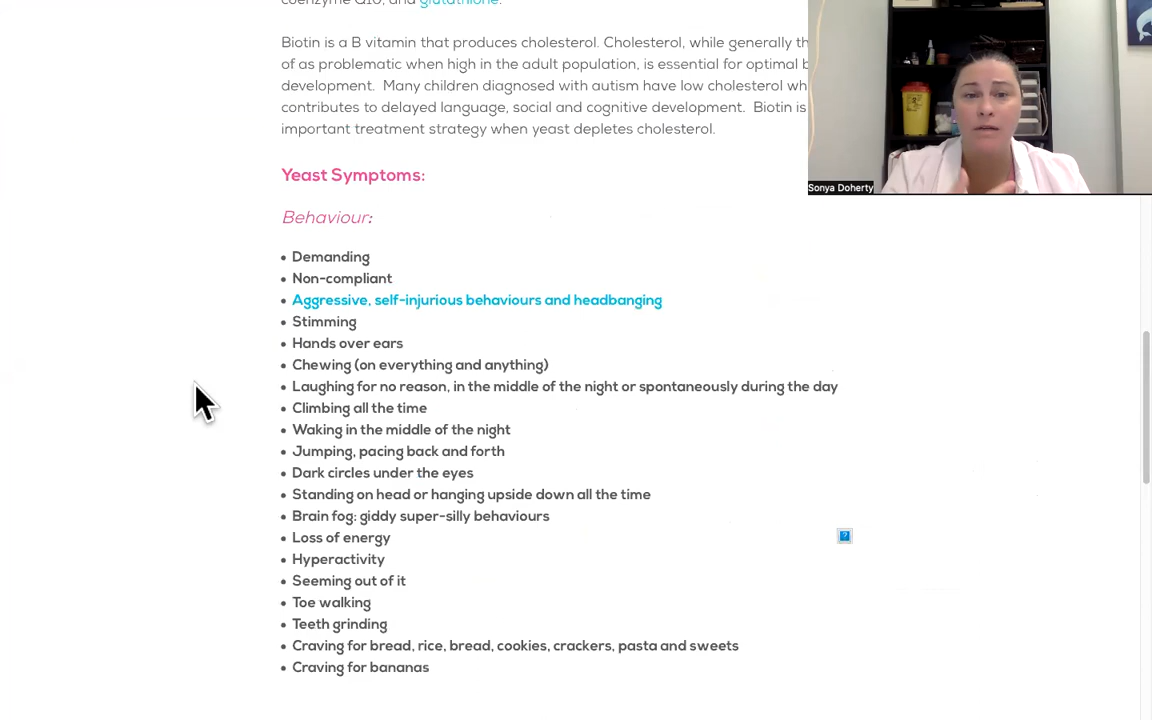 coenzyme Q10, and glutathione.
Biotin is a B vitamin that produces cholesterol. Cholesterol, while generally th
of as problematic when high in the adult population, is essential for optimal b
development. Many children diagnosed with autism have low cholesterol wh
contributes to delayed language, social and cognitive development. Biotin is
important treatment strategy when yeast depletes cholesterol.
Sonya Doherty
Yeast Symptoms:
Behaviour:
• Demanding
• Non-compliant
• Aggressive, self-injurious behaviours and headbanging
• Stimming
• Hands over ears
• Chewing (on everything and anything)
• Laughing for no reason, in the middle of the night or spontaneously during the day
• Climbing all the time
• Waking in the middle of the night
• Jumping, pacing back and forth
• Dark circles under the eyes
• Standing on head or hanging upside down all the time
• Brain fog: giddy super-silly behaviours
• Loss of energy
• Hyperactivity
• Seeming out of it
• Toe walking
• Teeth grinding
• Craving for bread, rice, bread, cookies, crackers, pasta and sweets
• Craving for bananas